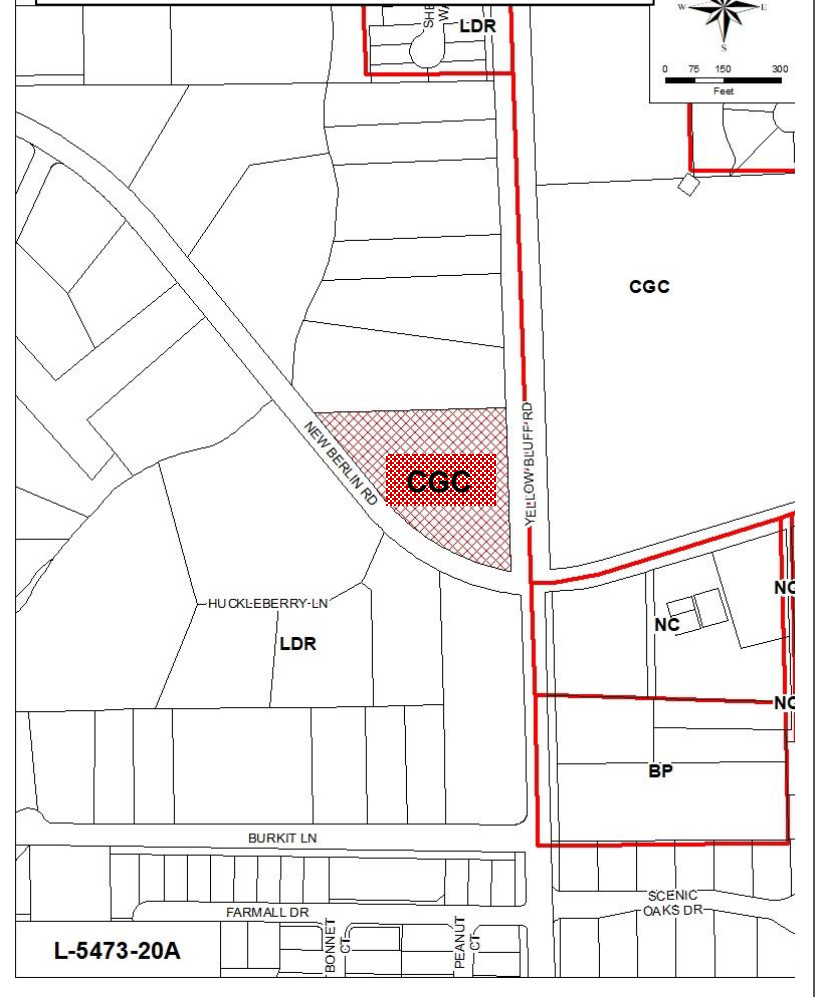 LDR
W
E
S
0 75 150 300
Feet
CGC
NEW BERLIN RD
CGC
YELLOW BLUFF RD
HUCKLEBERRY LN
LDR
NC
BP
BURKIT LN
FARMALL DR
BONNET
CT
PEANUT
CT
SCENIC
OAKS DR
L-5473-20A